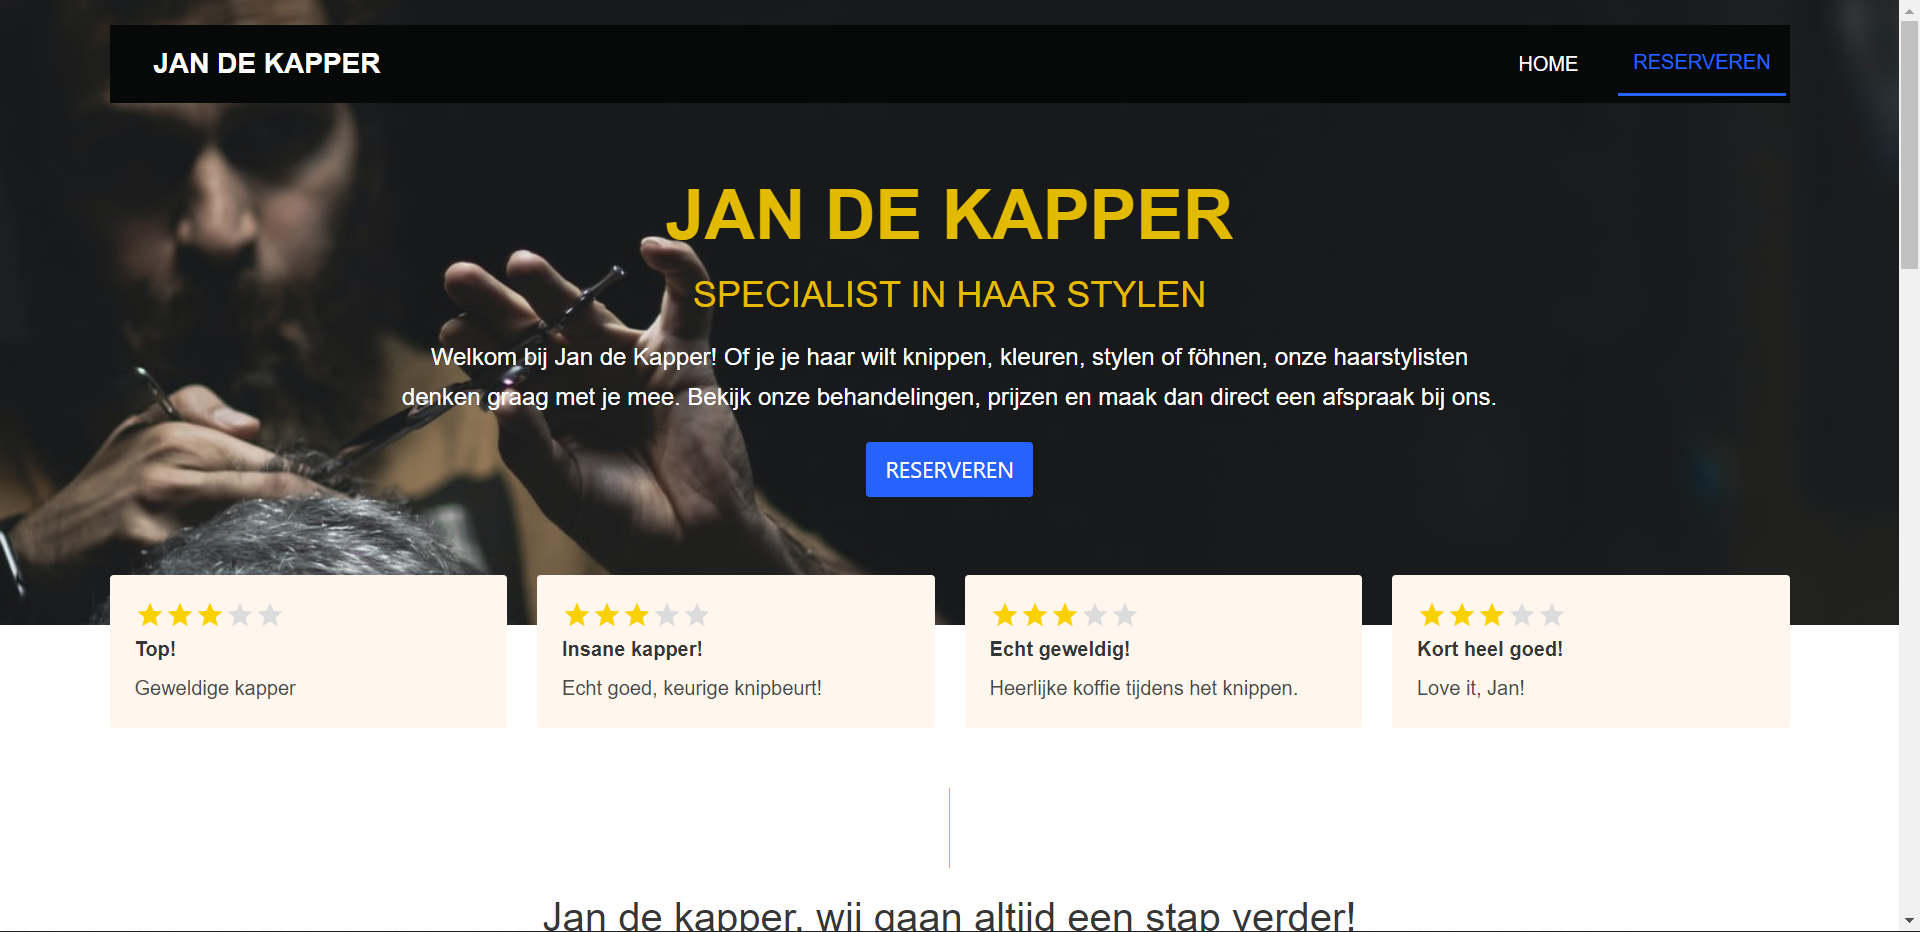 JAN DE KAPPER
HOME
RESERVEREN
JAN DE KAPPER
SPECIALIST IN HAAR STYLEN
Welkom bij Jan de Kapper! Of je je haar wilt knippen, kleuren, stylen of föhnen, onze haarstylisten
denken graag met je mee. Bekijk onze behandelingen, prijzen en maak dan direct een afspraak bij ons.
RESERVEREN
Top!
Geweldige kapper
Insane kapper!
Echt goed, keurige knipbeurt!
Echt geweldig!
Heerlijke koffie tijdens het knippen.
Kort heel goed!
Love it, Jan!
Jan de kapper, wij gaan altijd een stap verder!